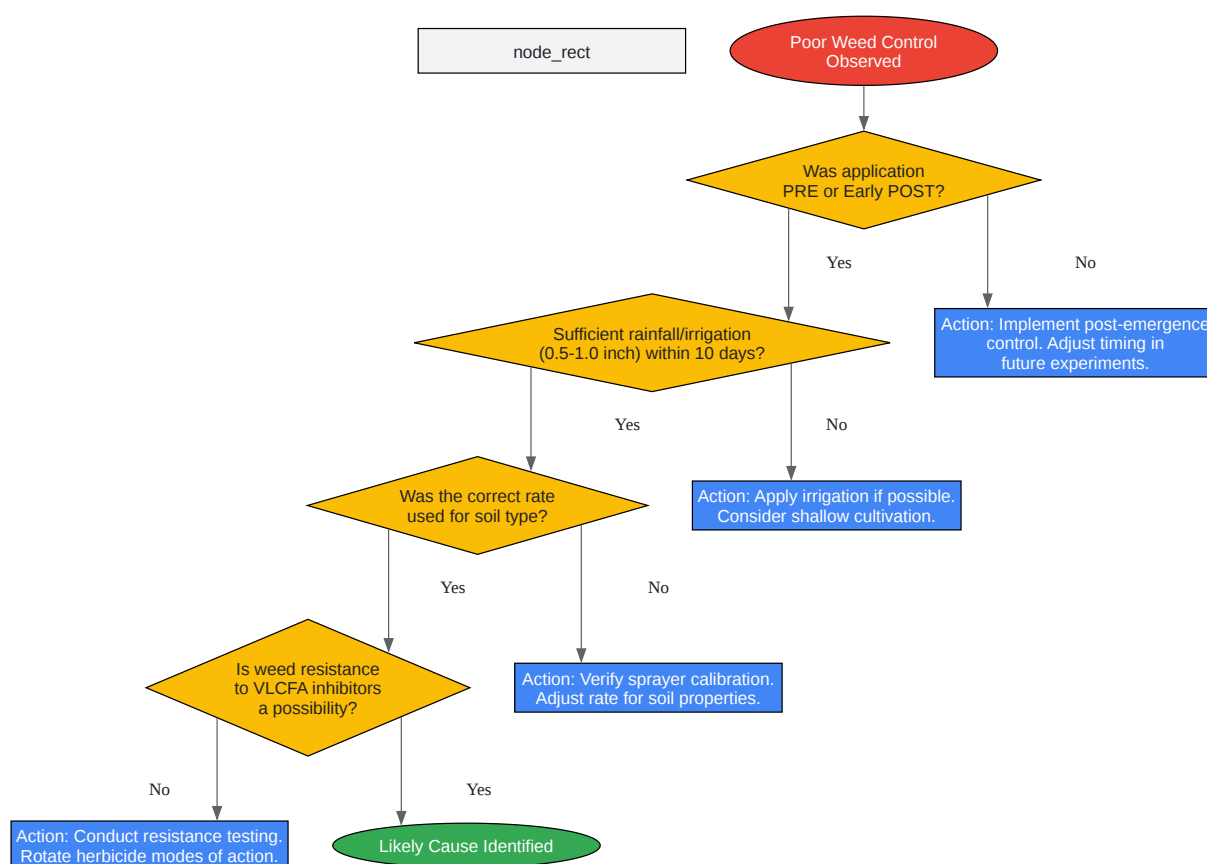 node_rect
Poor Weed Control
Observed
Was application
PRE or Early POST?
Yes
No
Sufficient rainfall/irrigation
(0.5-1.0 inch) within 10 days?
Action: Implement post-emergence
control. Adjust timing in
future experiments.
Yes
No
Was the correct rate
used for soil type?
Action: Apply irrigation if possible.
Consider shallow cultivation.
Yes
No
Is weed resistance
to VLCFA inhibitors
a possibility?
Action: Verify sprayer calibration.
Adjust rate for soil properties.
No
Yes
Action: Conduct resistance testing.
Rotate herbicide modes of action.
Likely Cause Identified